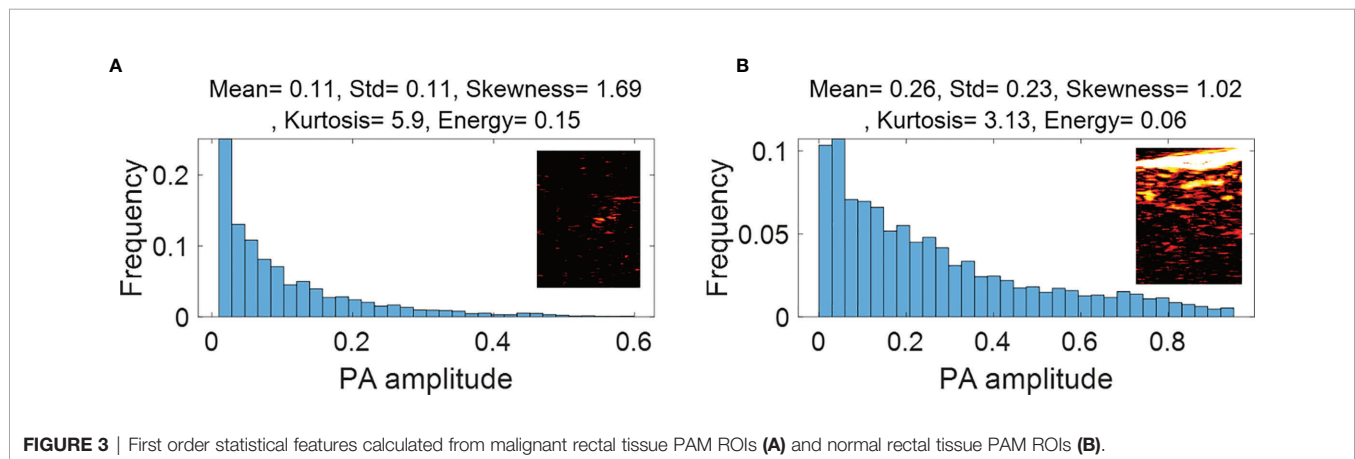 A
Mean= 0.11, Std= 0.11, Skewness= 1.69
, Kurtosis= 5.9, Energy= 0.15
Frequency
0.2
0.1
0
0
0.2
0.4
0.6
PA amplitude
B
Mean= 0.26, Std= 0.23, Skewness= 1.02
, Kurtosis= 3.13, Energy= 0.06
Frequency
0.1
0.05
0
0
0.2
0.4
0.6
0.8
PA amplitude
FIGURE 3 | First order statistical features calculated from malignant rectal tissue PAM ROIs (A) and normal rectal tissue PAM ROIs (B).